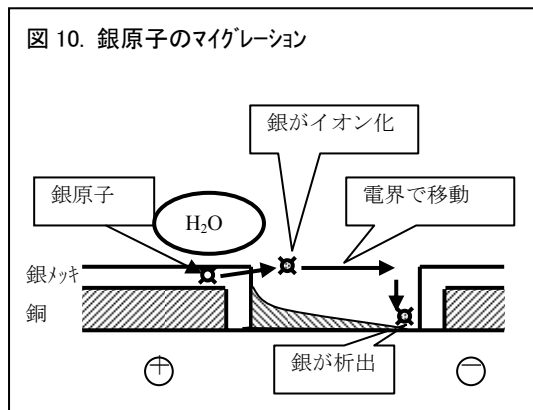 図 10. 銀原子のマイグレーション
銀がイオン化
銀原子
電界で移動
H₂O
銀メッキ
銅
銀が析出
＋
－